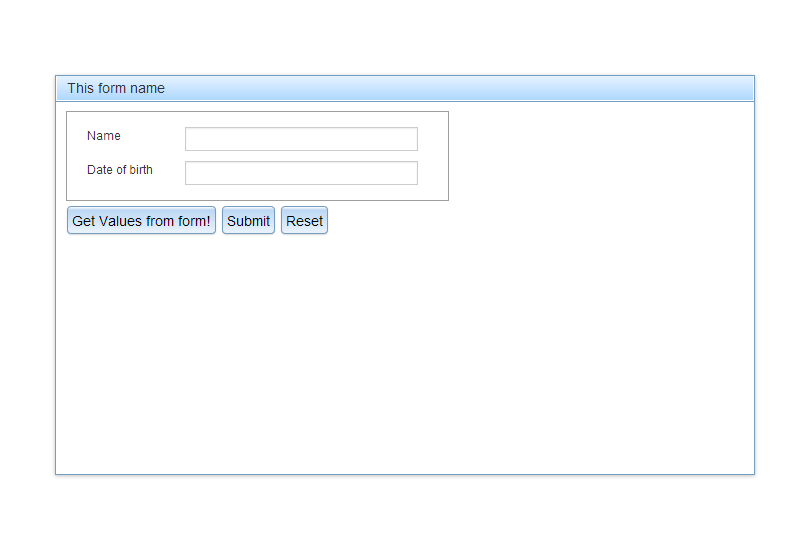 This form name
Name
Date of birth
Get Values from form! Submit Reset